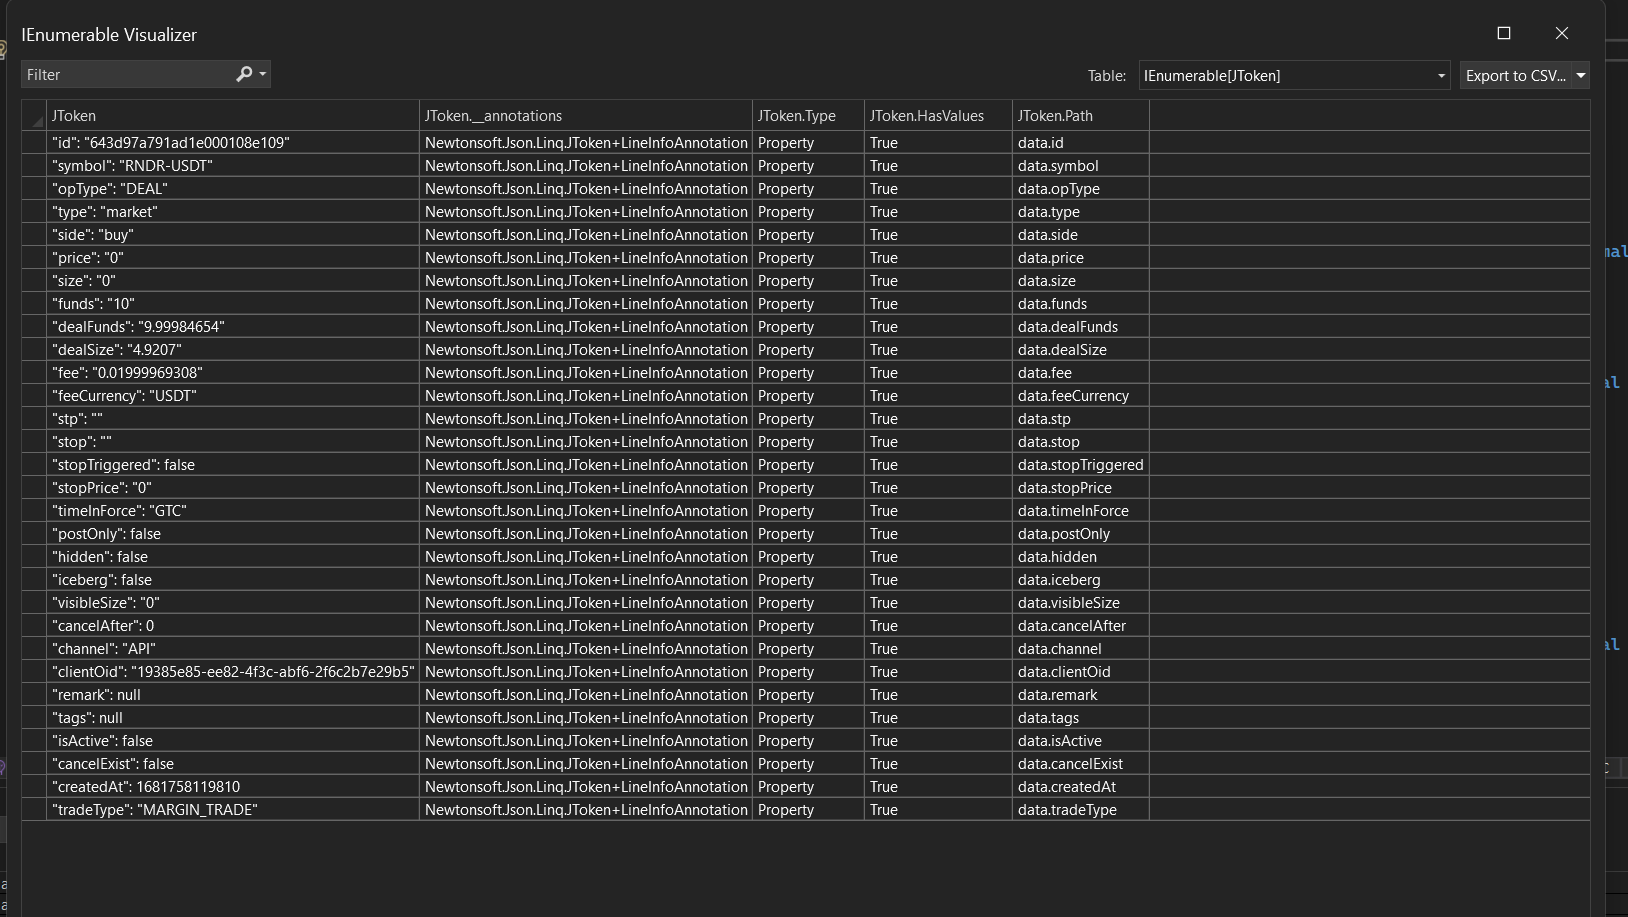 IEnumerable Visualizer
Filter
Table: IEnumerable[JToken] Export to CSV...
JToken JToken.__annotations JToken.Type JToken.HasValues JToken.Path
"id": "643d97a791ad1e000108e109" Newtonsoft.Json.Linq.JToken+LineInfoAnnotation Property True data.id
"symbol": "RNDR-USDT" Newtonsoft.Json.Linq.JToken+LineInfoAnnotation Property True data.symbol
"opType": "DEAL" Newtonsoft.Json.Linq.JToken+LineInfoAnnotation Property True data.opType
"type": "market" Newtonsoft.Json.Linq.JToken+LineInfoAnnotation Property True data.type
"side": "buy" Newtonsoft.Json.Linq.JToken+LineInfoAnnotation Property True data.side
"price": "0" Newtonsoft.Json.Linq.JToken+LineInfoAnnotation Property True data.price
"size": "0" Newtonsoft.Json.Linq.JToken+LineInfoAnnotation Property True data.size
"funds": "10" Newtonsoft.Json.Linq.JToken+LineInfoAnnotation Property True data.funds
"dealFunds": "9.99984654" Newtonsoft.Json.Linq.JToken+LineInfoAnnotation Property True data.dealFunds
"dealSize": "4.9207" Newtonsoft.Json.Linq.JToken+LineInfoAnnotation Property True data.dealSize
"fee": "0.01999969308" Newtonsoft.Json.Linq.JToken+LineInfoAnnotation Property True data.fee
"feeCurrency": "USDT" Newtonsoft.Json.Linq.JToken+LineInfoAnnotation Property True data.feeCurrency
"stp": "" Newtonsoft.Json.Linq.JToken+LineInfoAnnotation Property True data.stp
"stop": "" Newtonsoft.Json.Linq.JToken+LineInfoAnnotation Property True data.stop
"stopTriggered": false Newtonsoft.Json.Linq.JToken+LineInfoAnnotation Property True data.stopTriggered
"stopPrice": "0" Newtonsoft.Json.Linq.JToken+LineInfoAnnotation Property True data.stopPrice
"timeInForce": "GTC" Newtonsoft.Json.Linq.JToken+LineInfoAnnotation Property True data.timeInForce
"postOnly": false Newtonsoft.Json.Linq.JToken+LineInfoAnnotation Property True data.postOnly
"hidden": false Newtonsoft.Json.Linq.JToken+LineInfoAnnotation Property True data.hidden
"iceberg": false Newtonsoft.Json.Linq.JToken+LineInfoAnnotation Property True data.iceberg
"visibleSize": "0" Newtonsoft.Json.Linq.JToken+LineInfoAnnotation Property True data.visibleSize
"cancelAfter": 0 Newtonsoft.Json.Linq.JToken+LineInfoAnnotation Property True data.cancelAfter
"channel": "API" Newtonsoft.Json.Linq.JToken+LineInfoAnnotation Property True data.channel
"clientOid": "19385e85-ee82-4f3c-abf6-2f6c2b7e29b5" Newtonsoft.Json.Linq.JToken+LineInfoAnnotation Property True data.clientOid
"remark": null Newtonsoft.Json.Linq.JToken+LineInfoAnnotation Property True data.remark
"tags": null Newtonsoft.Json.Linq.JToken+LineInfoAnnotation Property True data.tags
"isActive": false Newtonsoft.Json.Linq.JToken+LineInfoAnnotation Property True data.isActive
"cancelExist": false Newtonsoft.Json.Linq.JToken+LineInfoAnnotation Property True data.cancelExist
"createdAt": 1681758119810 Newtonsoft.Json.Linq.JToken+LineInfoAnnotation Property True data.createdAt
"tradeType": "MARGIN_TRADE" Newtonsoft.Json.Linq.JToken+LineInfoAnnotation Property True data.tradeType